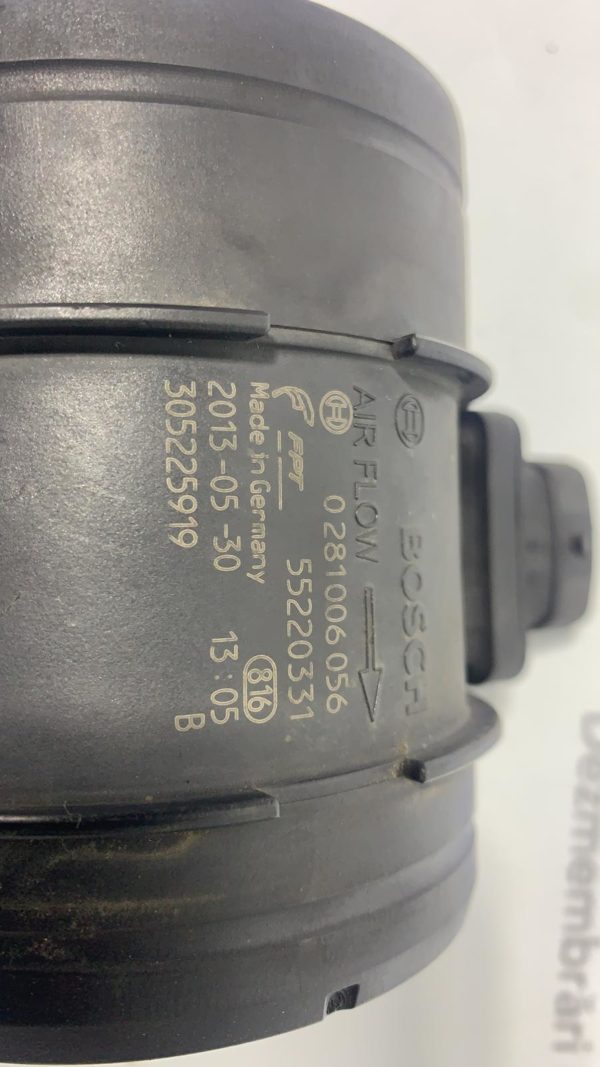 BOSCH
AIR FLOW
0 281 006 056
FPT 55220331
Made in Germany 816
2013-05-30 13:05
305225919 B
Dezmembrări